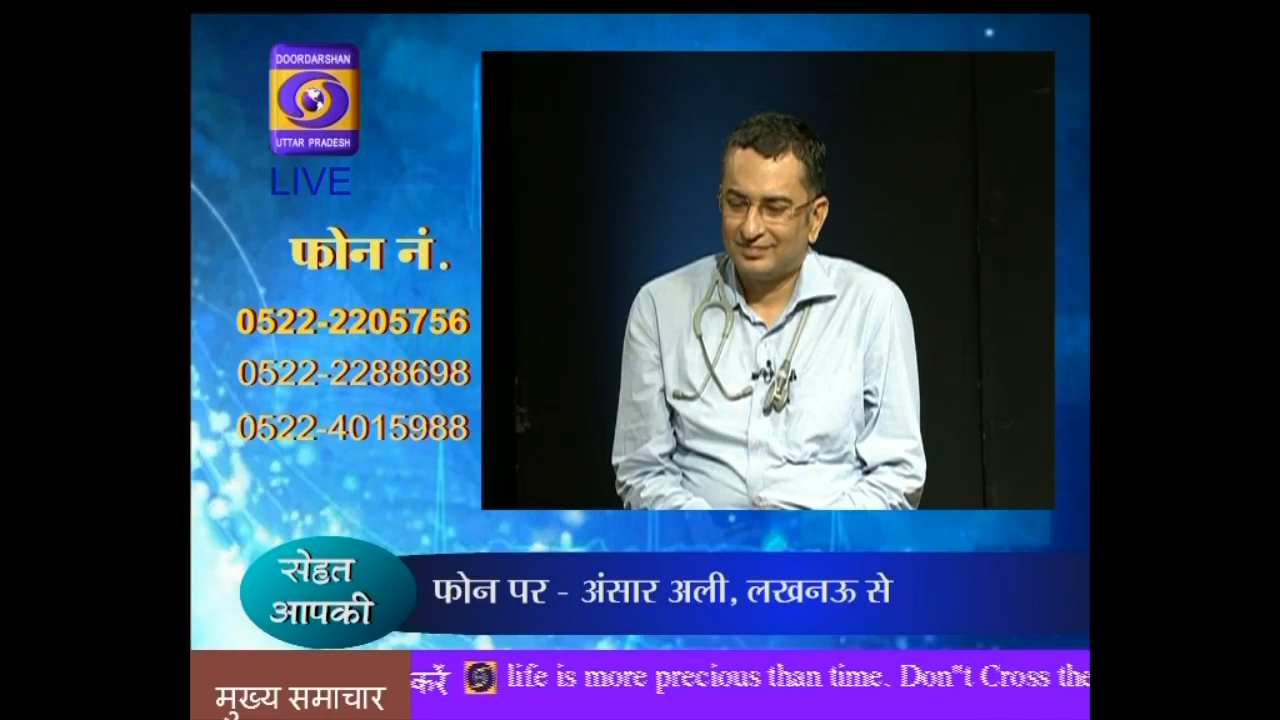 DOORDARSHAN
UTTAR PRADESH
LIVE
फोन नं.
0522-2205756
0522-2288698
0522-4015988
सेहत
आपकी
फोन पर - अंसार अली, लखनऊ से
मुख्य समाचार
करें life is more precious than time. Don"t Cross the